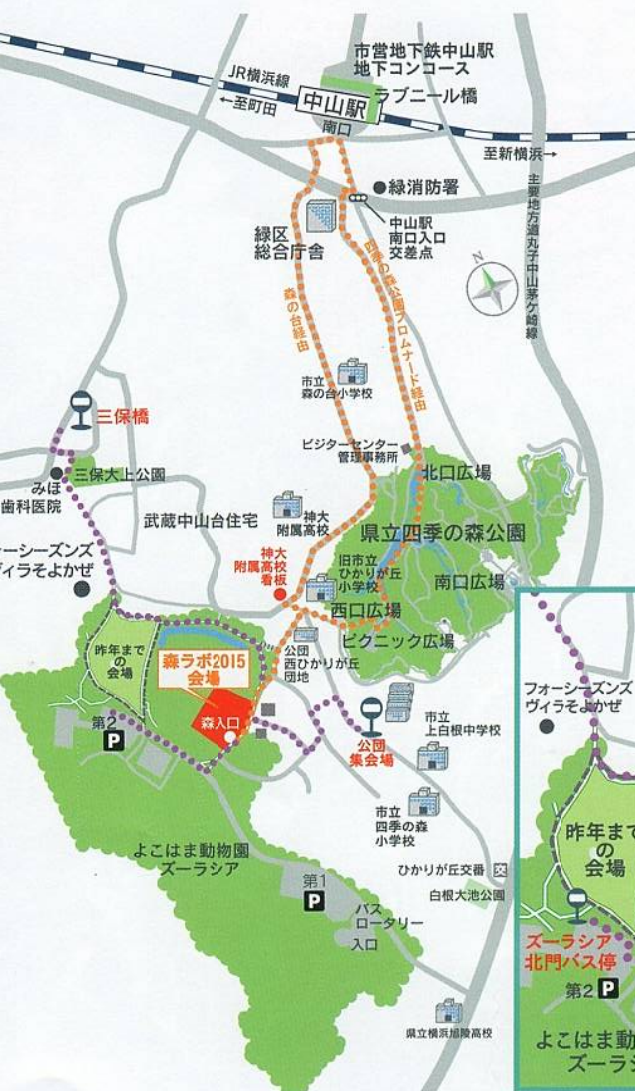 市営地下鉄中山駅
地下コンコース
JR横浜線
←至町田
中山駅
ラブニール橋
南口
至新横浜→
主要地方道丸子中山茅ケ崎線
緑消防署
中山駅
南口入口
交差点
緑区
総合庁舎
N
森の台経由
四季の森公園プロムナード経由
市立
森の台小学校
三保橋
ビジターセンター
管理事務所
北口広場
三保大上公園
みほ
歯科医院
武蔵中山台住宅
神大
附属高校
県立四季の森公園
神大
附属
高校
看板
旧市立
ひかりが丘
小学校
南口広場
ォーシーズンズ
ヴィラそよかぜ
西口広場
ピクニック広場
昨年まで
の
会場
森ラボ2015
会場
公団
西ひかりが丘
団地
森入口
第2
P
公団
集会場
市立
上白根中学校
市立
四季の森
小学校
よこはま動物園
ズーラシア
ひかりが丘交番
交
白根大池公園
第1
P
バス
ロータリー
入口
県立横浜旭陵高校
フォーシーズンズ
ヴィラそよかぜ
昨年まで
の
会場
ズーラシア
北門バス停
第2 P
よこはま動
ズーラシ